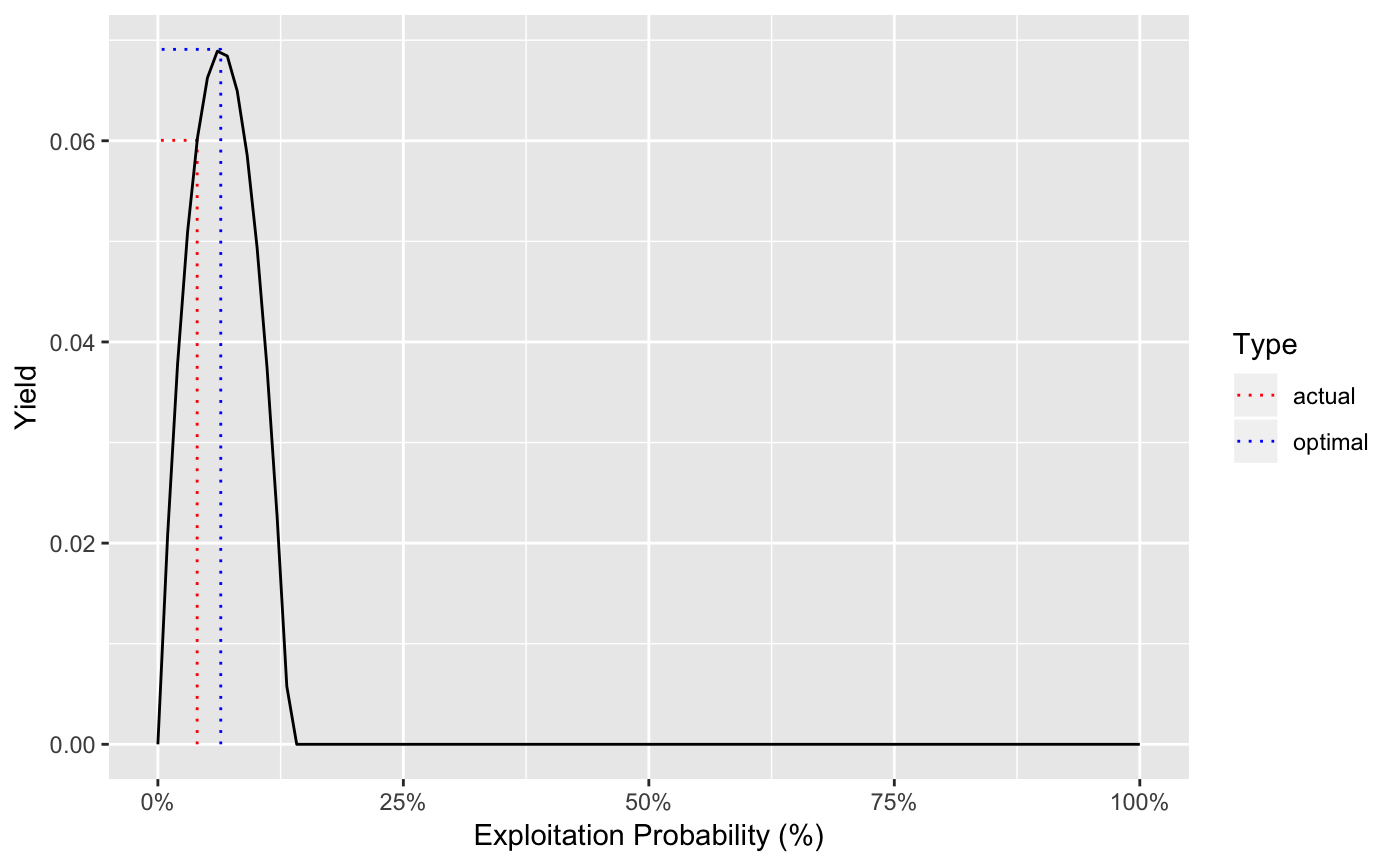 0.06
0.04
0.02
0.00
Yield
0%
25%
50%
75%
100%
Exploitation Probability (%)
Type
actual
optimal